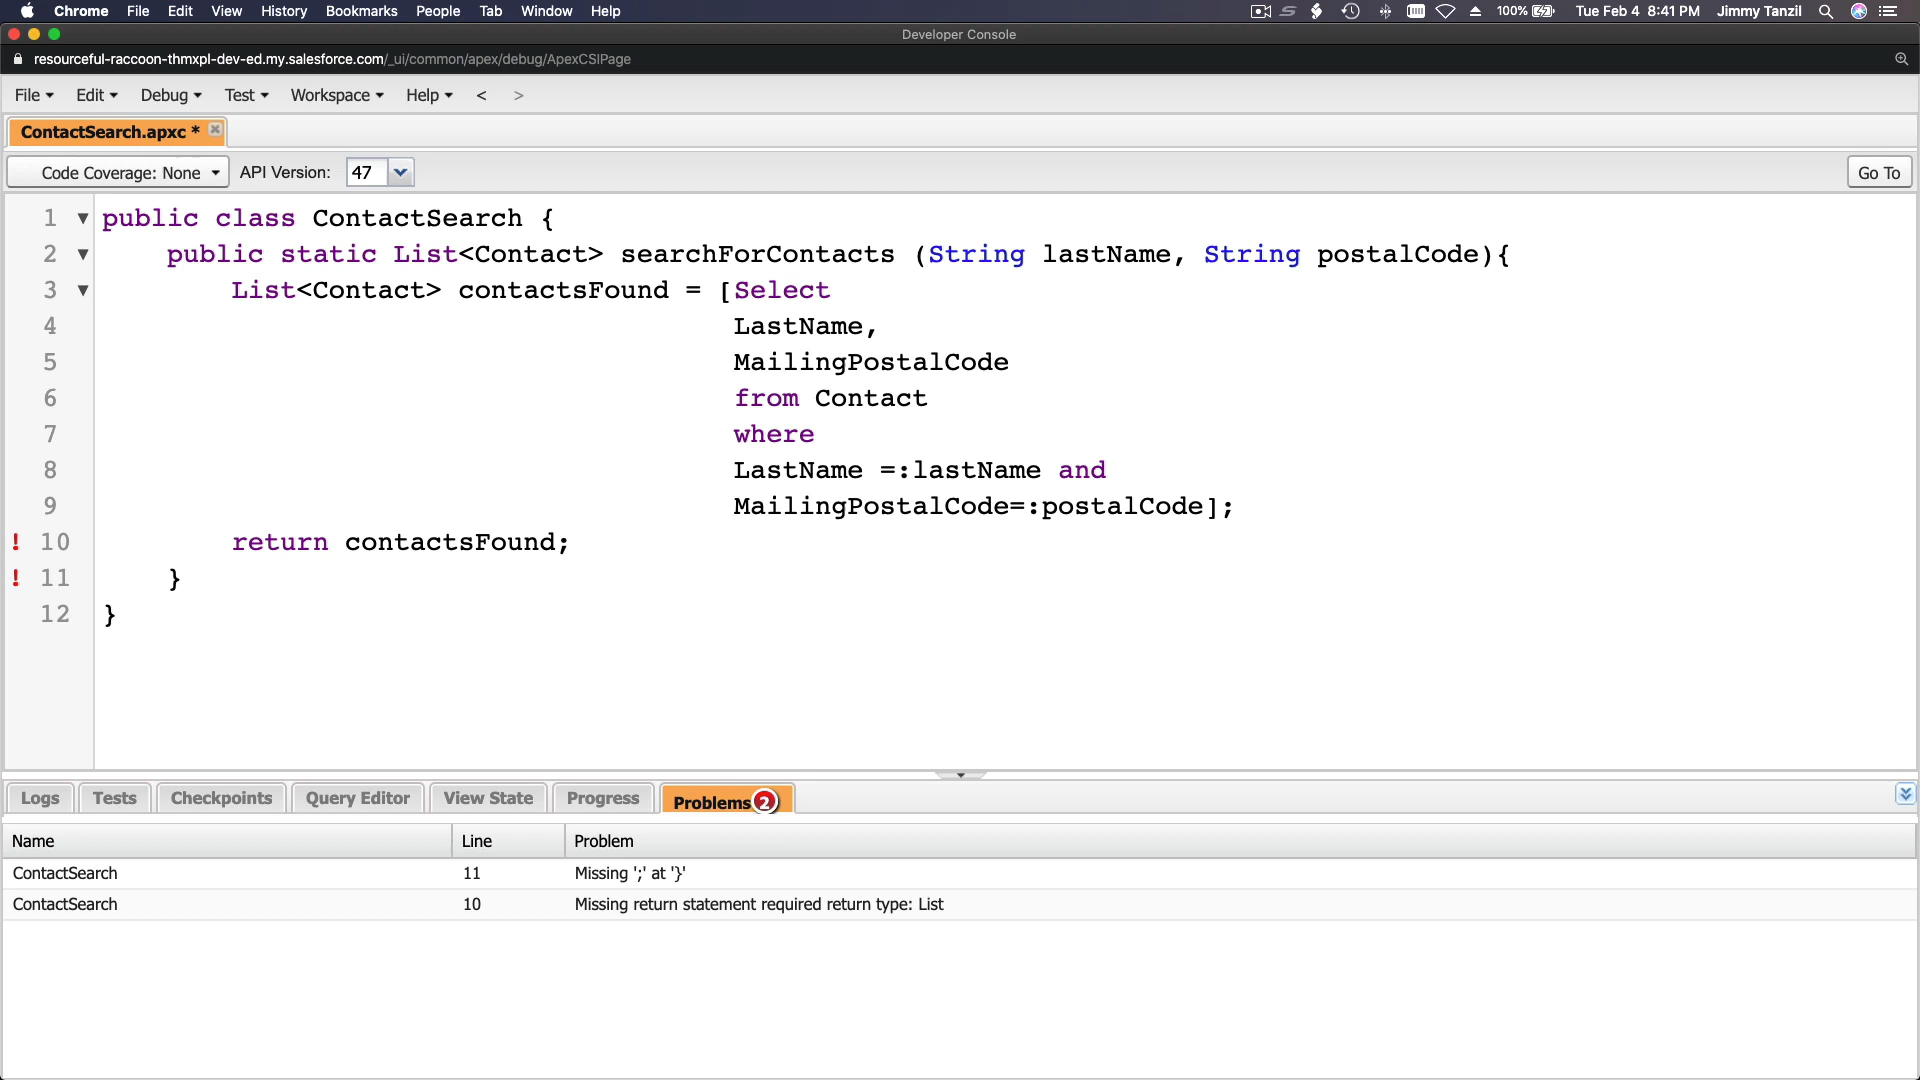 Chrome File Edit View History Bookmarks People Tab Window Help 100% Tue Feb 4 8:41 PM Jimmy Tanzil
Developer Console
resourceful-raccoon-thmxpl-dev-ed.my.salesforce.com/_ui/common/apex/debug/ApexCSIPage
File Edit Debug Test Workspace Help < >
ContactSearch.apxc *
Code Coverage: None API Version: 47 Go To
1 public class ContactSearch {
2 public static List<Contact> searchForContacts (String lastName, String postalCode){
3 List<Contact> contactsFound = [Select
4 LastName,
5 MailingPostalCode
6 from Contact
7 where
8 LastName =:lastName and
9 MailingPostalCode=:postalCode];
! 10 return contactsFound;
! 11 }
12 }
Logs Tests Checkpoints Query Editor View State Progress Problems 2
Name Line Problem
ContactSearch 11 Missing ';' at '}'
ContactSearch 10 Missing return statement required return type: List